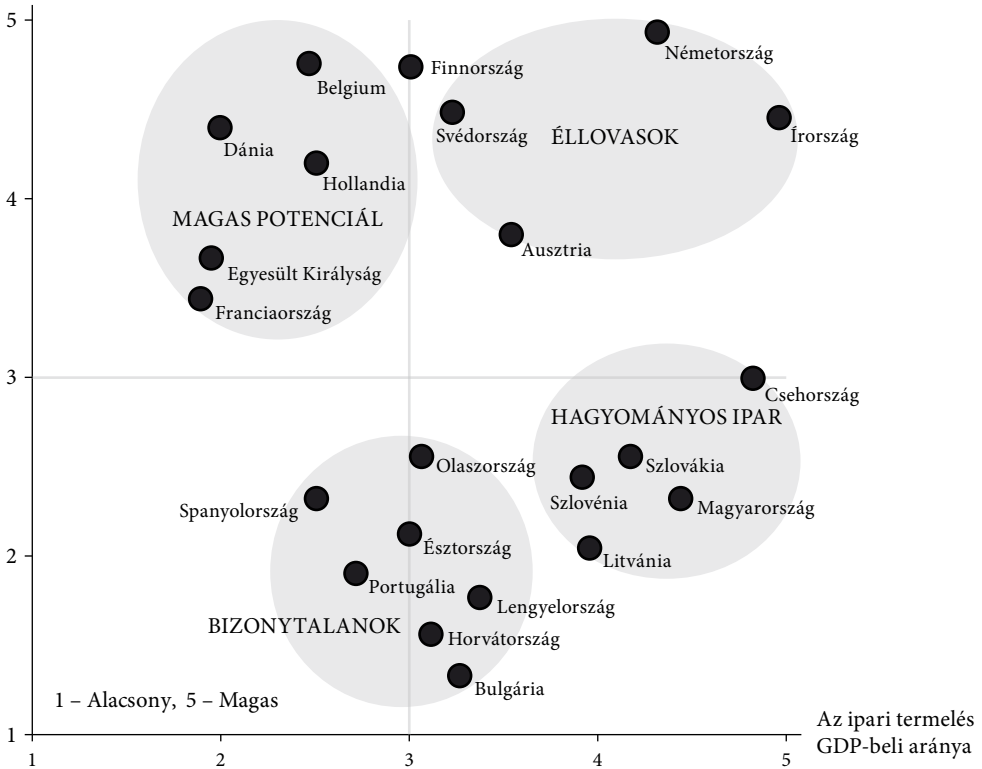 5
Németország
Finnország
Belgium
Svédország
ÉLLOVASOK
Írország
Dánia
Hollandia
4
MAGAS POTENCIÁL
Ausztria
Egyesült Királyság
Franciaország
3
Csehország
HAGYOMÁNYOS IPAR
Olaszország
Szlovákia
Spanyolország
Szlovénia
Magyarország
Észtország
2
Litvánia
Portugália
Lengyelország
BIZONYTALANOK
Horvátország
Bulgária
1 – Alacsony, 5 – Magas
Az ipari termelés
GDP-beli aránya
1
1 2 3 4 5